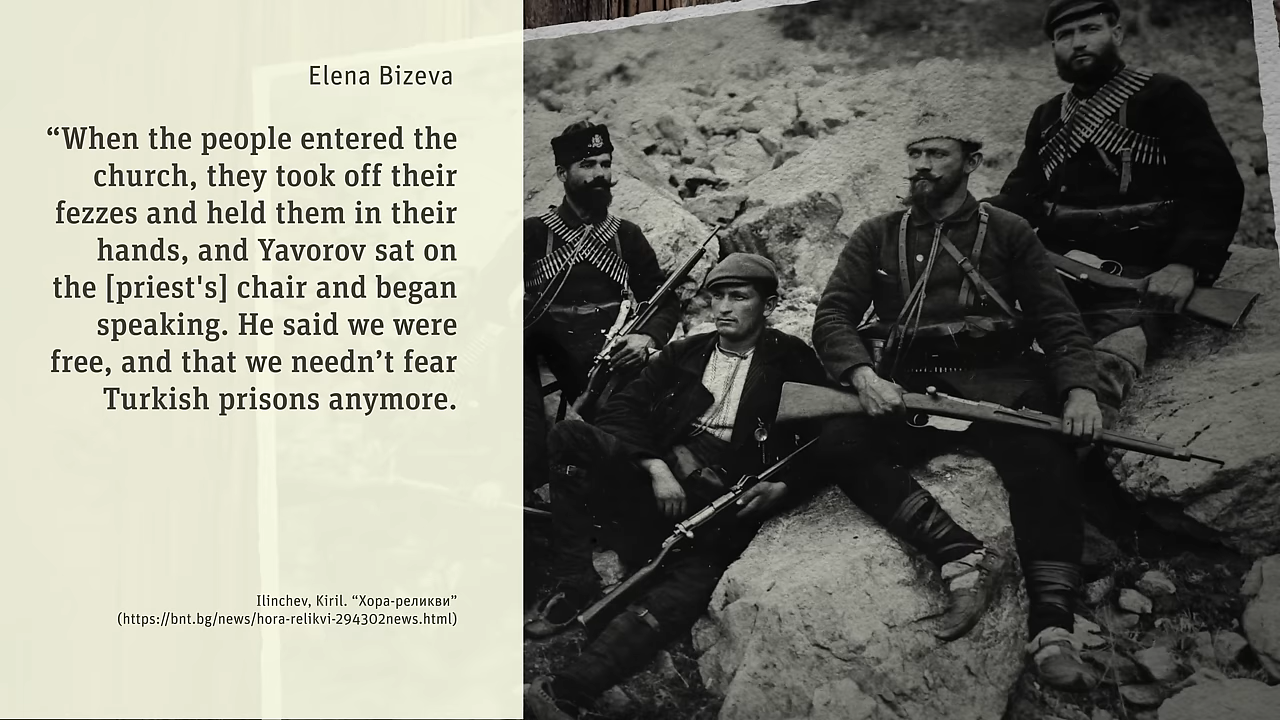 Elena Bizeva
“When the people entered the
church, they took off their
fezzes and held them in their
hands, and Yavorov sat on
the [priest's] chair and began
speaking. He said we were
free, and that we needn’t fear
Turkish prisons anymore.
Ilinchev, Kiril. “Хора-реликви”
(https://bnt.bg/news/hora-relikvi-294302news.html)